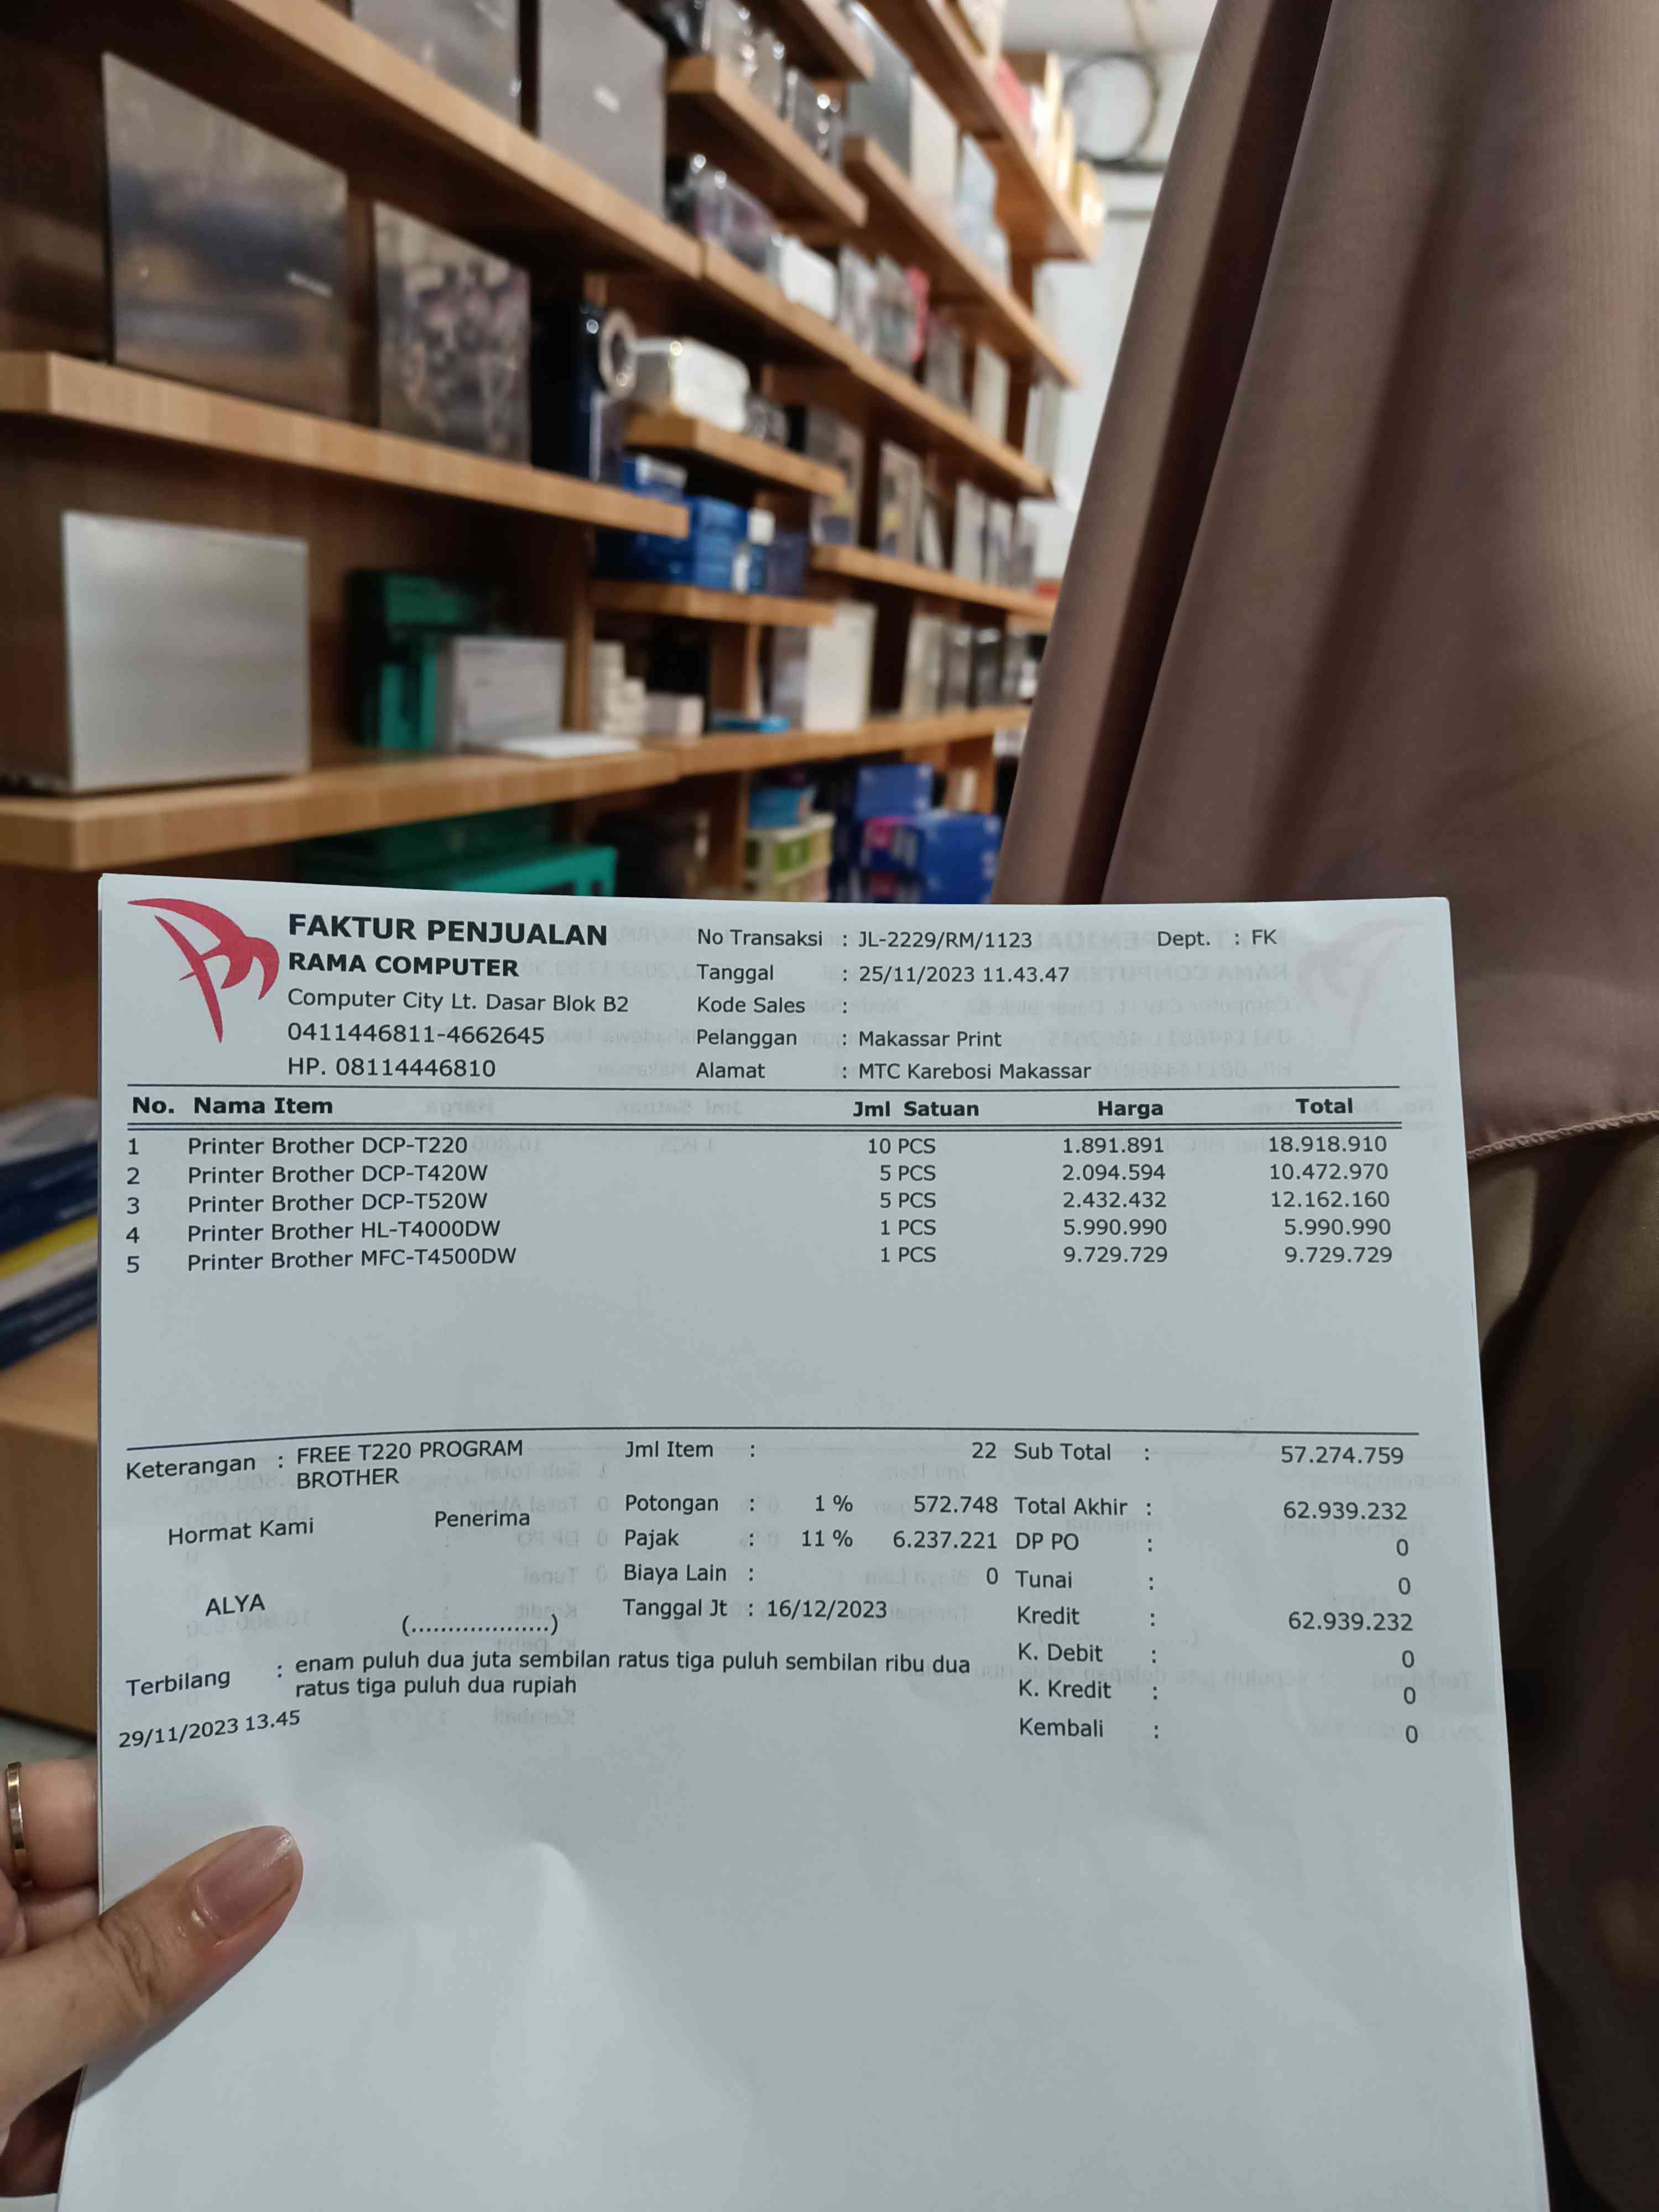 FAKTUR PENJUALAN
RAMA COMPUTER
Computer City Lt. Dasar Blok B2
0411446811-4662645
HP. 08114446810
No Transaksi : JL-2229/RM/1123 Dept. : FK
Tanggal : 25/11/2023 11.43.47
Kode Sales :
Pelanggan : Makassar Print
Alamat : MTC Karebosi Makassar
No. Nama Item Jml Satuan Harga Total
1 Printer Brother DCP-T220 10 PCS 1.891.891 18.918.910
2 Printer Brother DCP-T420W 5 PCS 2.094.594 10.472.970
3 Printer Brother DCP-T520W 5 PCS 2.432.432 12.162.160
4 Printer Brother HL-T4000DW 1 PCS 5.990.990 5.990.990
5 Printer Brother MFC-T4500DW 1 PCS 9.729.729 9.729.729
Keterangan : FREE T220 PROGRAM
BROTHER
Hormat Kami Penerima
ALYA
(...................)
Jml Item : 22
Potongan : 1 % 572.748
Pajak : 11 % 6.237.221
Biaya Lain : 0
Tanggal Jt : 16/12/2023
Sub Total : 57.274.759
Total Akhir : 62.939.232
DP PO : 0
Tunai : 0
Kredit : 62.939.232
K. Debit : 0
K. Kredit : 0
Kembali : 0
Terbilang : enam puluh dua juta sembilan ratus tiga puluh sembilan ribu dua
ratus tiga puluh dua rupiah
29/11/2023 13.45